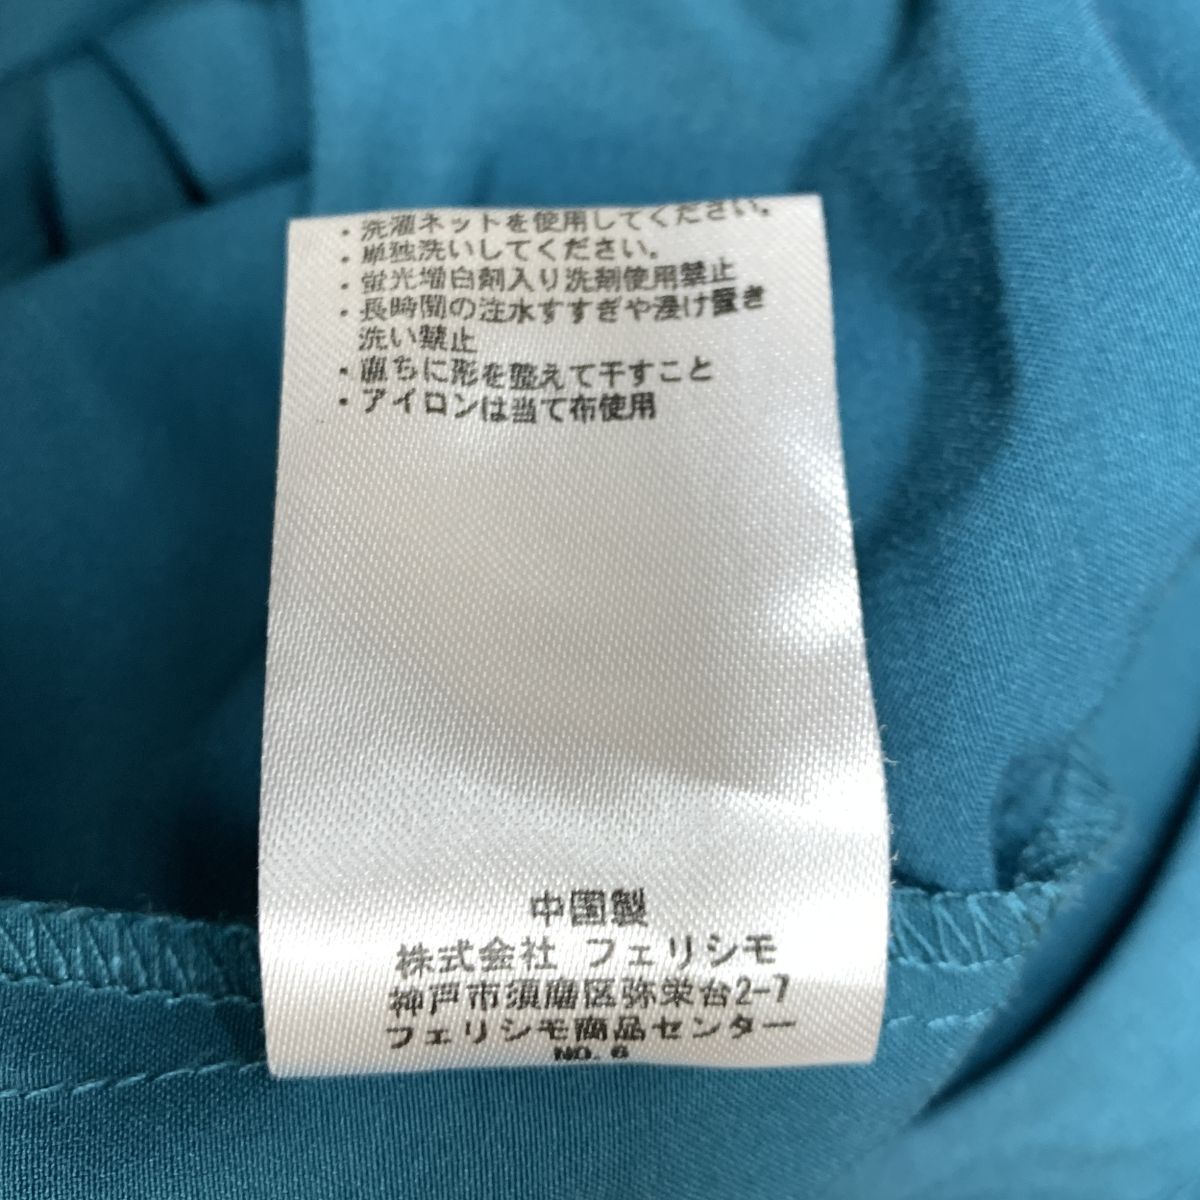 ・洗濯ネットを使用してください。
・単独洗いしてください。
・蛍光増白剤入り洗剤使用禁止
・長時間の注水すすぎや浸け置き
洗い禁止
・直ちに形を整えて干すこと
・アイロンは当て布使用
中国製
株式会社 フェリシモ
神戸市須磨区弥栄台2-7
フェリシモ商品センター
NO. 6